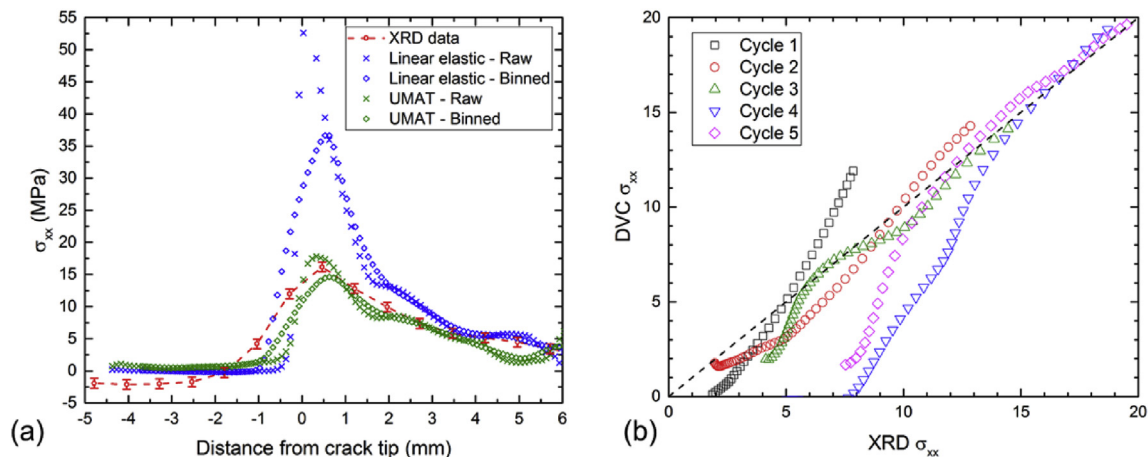 55
50
45
40
35
30
25
20
15
10
5
0
-5
σxx (MPa)
XRD data
Linear elastic - Raw
Linear elastic - Binned
UMAT - Raw
UMAT - Binned
-5 -4 -3 -2 -1 0 1 2 3 4 5 6
Distance from crack tip (mm)
(a)
20
15
10
5
0
DVC σxx
Cycle 1
Cycle 2
Cycle 3
Cycle 4
Cycle 5
0 5 10 15 20
XRD σxx
(b)